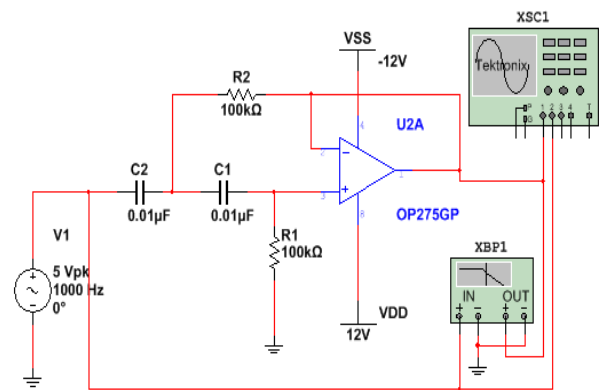 XSC1
VSS
-12V
Tektronix
P
G
1 2 3 4 T
R2
100kΩ
U2A
4
2
3
1
8
OP275GP
C2
0.01µF
C1
0.01µF
R1
100kΩ
V1
5 Vpk
1000 Hz
0°
XBP1
IN OUT
VDD
12V